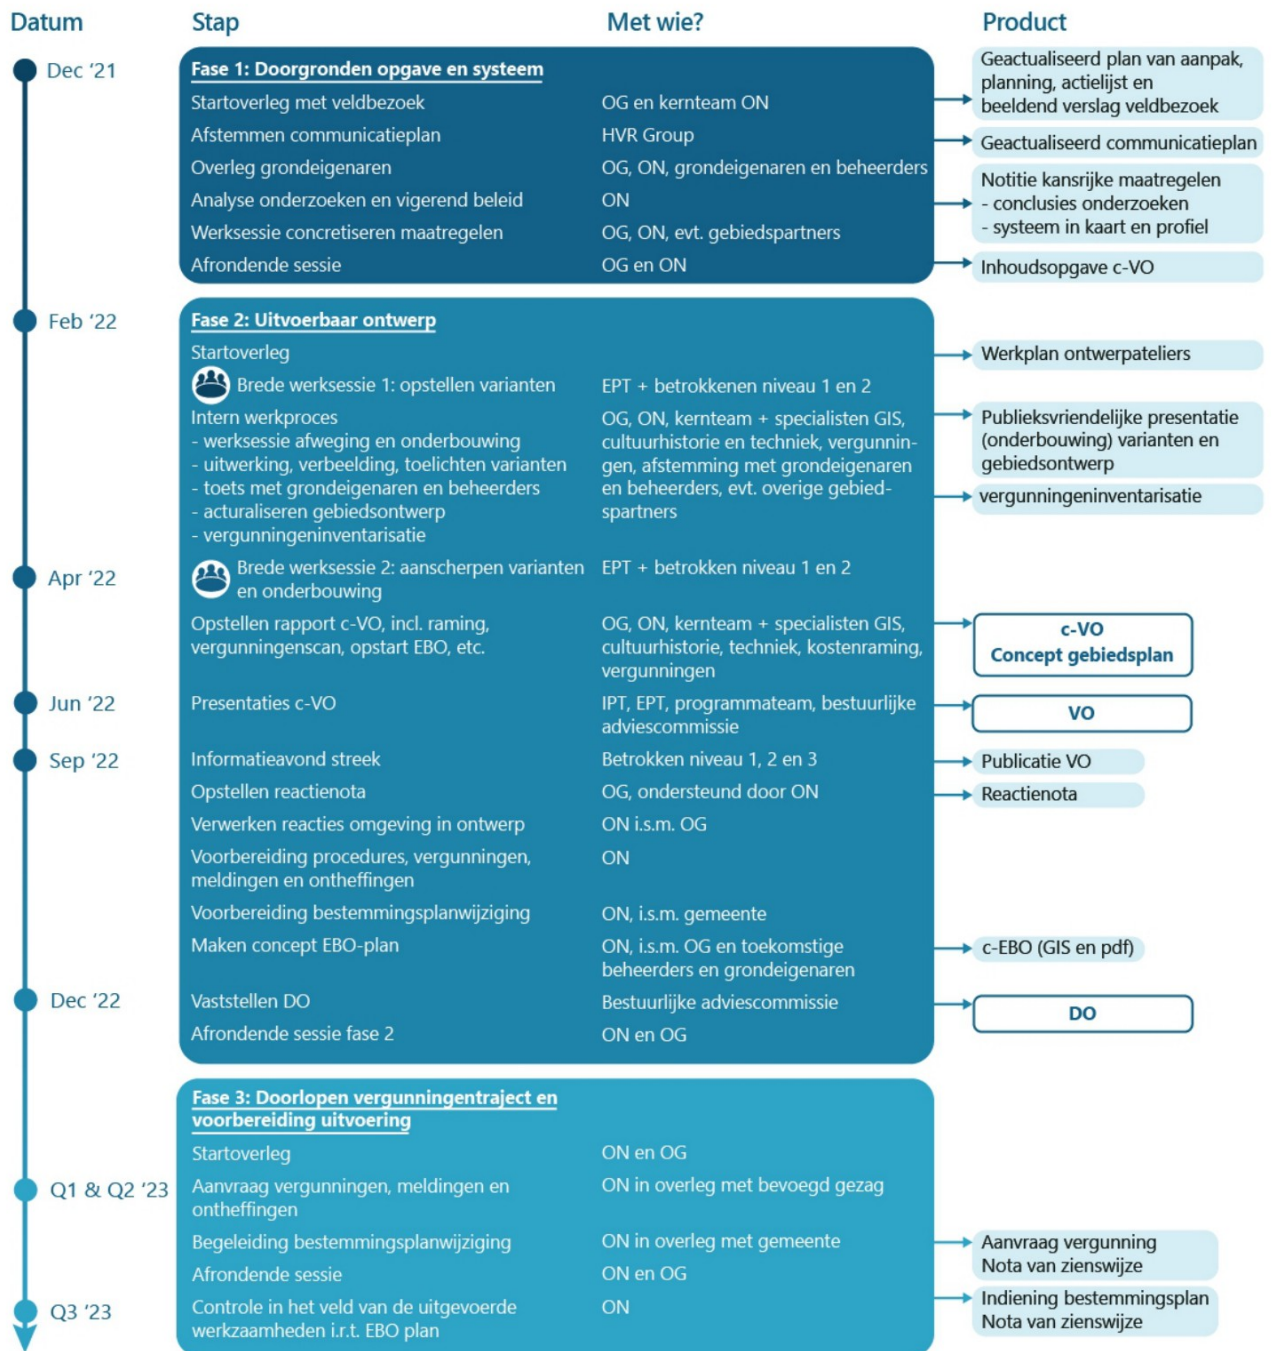 Datum Stap Met wie? Product
Dec ‘21
Fase 1: Doorgronden opgave en systeem
Startoverleg met veldbezoek OG en kernteam ON
Geactualiseerd plan van aanpak,
planning, actielijst en
beeldend verslag veldbezoek
Afstemmen communicatieplan HVR Group
Geactualiseerd communicatieplan
Overleg grondeigenaren OG, ON, grondeigenaren en beheerders
Analyse onderzoeken en vigerend beleid ON
Notitie kansrijke maatregelen
- conclusies onderzoeken
- systeem in kaart en profiel
Werksessie concretiseren maatregelen OG, ON, evt. gebiedspartners
Afrondende sessie OG en ON
Inhoudsopgave c-VO
Feb ‘22
Fase 2: Uitvoerbaar ontwerp
Startoverleg
Werkplan ontwerpateliers
Brede werksessie 1: opstellen varianten EPT + betrokkenen niveau 1 en 2
Intern werkproces
- werksessie afweging en onderbouwing
- uitwerking, verbeelding, toelichten varianten
- toets met grondeigenaren en beheerders
- acturaliseren gebiedsontwerp
- vergunningeninventarisatie
OG, ON, kernteam + specialisten GIS,
cultuurhistorie en techniek, vergunnin-
gen, afstemming met grondeigenaren
en beheerders, evt. overige gebied-
spartners
Publieksvriendelijke presentatie
(onderbouwing) varianten en
gebiedsontwerp
vergunningeninventarisatie
Apr ‘22
Brede werksessie 2: aanscherpen varianten
en onderbouwing
EPT + betrokken niveau 1 en 2
Opstellen rapport c-VO, incl. raming,
vergunningenscan, opstart EBO, etc.
OG, ON, kernteam + specialisten GIS,
cultuurhistorie, techniek, kostenraming,
vergunningen
c-VO
Concept gebiedsplan
Jun ‘22
Presentaties c-VO
IPT, EPT, programmateam, bestuurlijke
adviescommissie
VO
Sep ‘22
Informatieavond streek Betrokken niveau 1, 2 en 3
Publicatie VO
Opstellen reactienota OG, ondersteund door ON
Reactienota
Verwerken reacties omgeving in ontwerp ON i.s.m. OG
Voorbereiding procedures, vergunningen,
meldingen en ontheffingen
ON
Voorbereiding bestemmingsplanwijziging ON, i.s.m. gemeente
Maken concept EBO-plan
ON, i.s.m. OG en toekomstige
beheerders en grondeigenaren
c-EBO (GIS en pdf)
Dec ‘22
Vaststellen DO Bestuurlijke adviescommissie
DO
Afrondende sessie fase 2 ON en OG
Fase 3: Doorlopen vergunningentraject en
voorbereiding uitvoering
Startoverleg ON en OG
Q1 & Q2 ‘23
Aanvraag vergunningen, meldingen en
ontheffingen
ON in overleg met bevoegd gezag
Begeleiding bestemmingsplanwijziging ON in overleg met gemeente
Aanvraag vergunning
Nota van zienswijze
Afrondende sessie ON en OG
Q3 ‘23
Controle in het veld van de uitgevoerde
werkzaamheden i.r.t. EBO plan
ON
Indiening bestemmingsplan
Nota van zienswijze